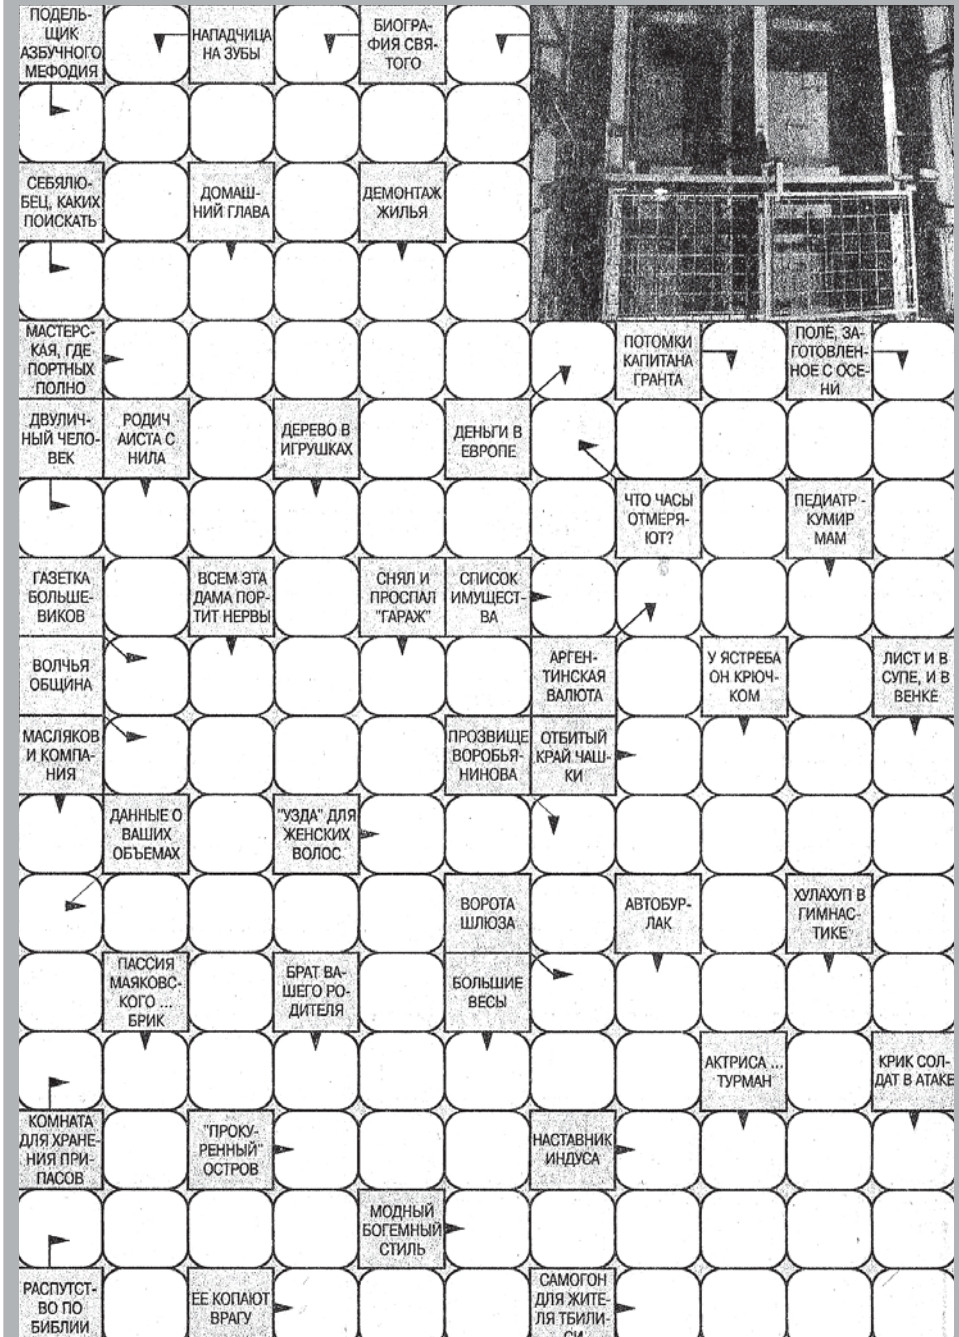 ПОДЕЛЬ-
ЩИК
АЗБУЧНОГО
МЕФОДИЯ
НАПАДЧИЦА
НА ЗУБЫ
БИОГРА-
ФИЯ СВЯ-
ТОГО
СЕБЯЛЮ-
БЕЦ, КАКИХ
ПОИСКАТЬ
ДОМАШ-
НИЙ ГЛАВА
ДЕМОНТАЖ
ЖИЛЬЯ
МАСТЕРС-
КАЯ, ГДЕ
ПОРТНЫХ
ПОЛНО
ПОТОМКИ
КАПИТАНА
ГРАНТА
ПОЛЕ, ЗА-
ГОТОВЛЕН-
НОЕ С ОСЕ-
НИ
ДВУЛИЧ-
НЫЙ ЧЕЛО-
ВЕК
РОДИЧ
АИСТА С
НИЛА
ДЕРЕВО В
ИГРУШКАХ
ДЕНЬГИ В
ЕВРОПЕ
ЧТО ЧАСЫ
ОТМЕРЯ-
ЮТ?
ПЕДИАТР -
КУМИР
МАМ
ГАЗЕТКА
БОЛЬШЕ-
ВИКОВ
ВСЕМ ЭТА
ДАМА ПОР-
ТИТ НЕРВЫ
СНЯЛ И
ПРОСПАЛ
"ГАРАЖ"
СПИСОК
ИМУЩЕСТ-
ВА
ВОЛЧЬЯ
ОБЩИНА
АРГЕН-
ТИНСКАЯ
ВАЛЮТА
У ЯСТРЕБА
ОН КРЮЧ-
КОМ
ЛИСТ И В
СУПЕ, И В
ВЕНКЕ
МАСЛЯКОВ
И КОМПА-
НИЯ
ПРОЗВИЩЕ
ВОРОБЬЯ-
НИНОВА
ОТБИТЫЙ
КРАЙ ЧАШ-
КИ
ДАННЫЕ О
ВАШИХ
ОБЪЕМАХ
"УЗДА" ДЛЯ
ЖЕНСКИХ
ВОЛОС
ВОРОТА
ШЛЮЗА
АВТОБУР-
ЛАК
ХУЛАХУП В
ГИМНАС-
ТИКЕ
ПАССИЯ
МАЯКОВС-
КОГО ...
БРИК
БРАТ ВА-
ШЕГО РО-
ДИТЕЛЯ
БОЛЬШИЕ
ВЕСЫ
АКТРИСА ...
ТУРМАН
КРИК СОЛ-
ДАТ В АТАКЕ
КОМНАТА
ДЛЯ ХРАНЕ-
НИЯ ПРИ-
ПАСОВ
"ПРОКУ-
РЕННЫЙ"
ОСТРОВ
НАСТАВНИК
ИНДУСА
МОДНЫЙ
БОГЕМНЫЙ
СТИЛЬ
РАСПУТСТ-
ВО ПО
БИБЛИИ
ЕЕ КОПАЮТ
ВРАГУ
САМОГОН
ДЛЯ ЖИТЕ-
ЛЯ ТБИЛИ-
СИ